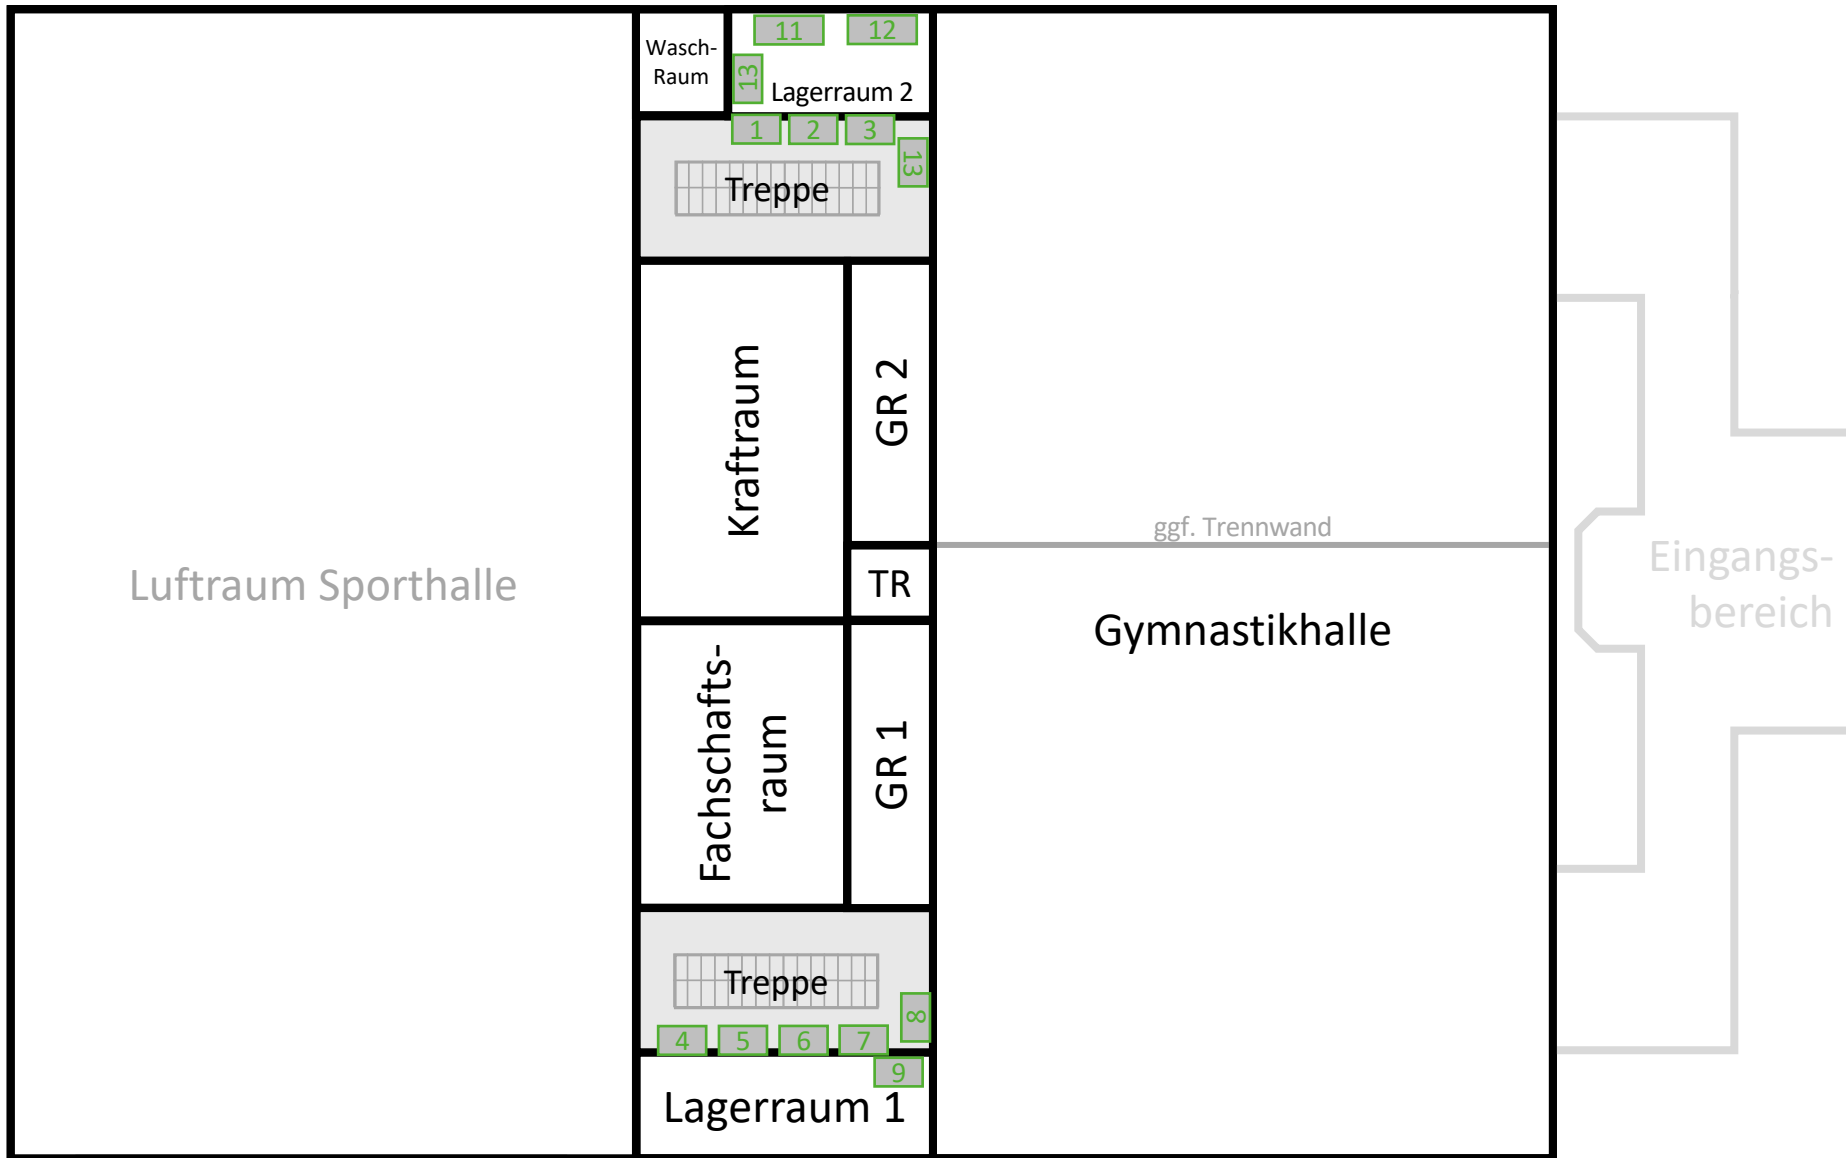 11
12
Wasch-
Raum
13
Lagerraum 2
1
2
3
13
Treppe
Kraftraum
GR 2
ggf. Trennwand
TR
Luftraum Sporthalle
Gymnastikhalle
Eingangs-
bereich
Fachschafts-
raum
GR 1
Treppe
8
4
5
6
7
9
Lagerraum 1